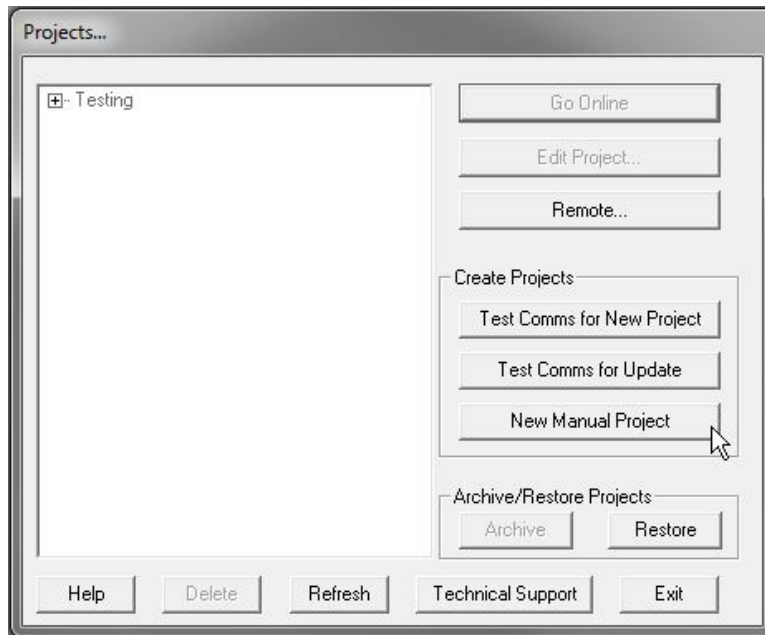 Projects...
Testing
Go Online
Edit Project...
Remote...
Create Projects
Test Comms for New Project
Test Comms for Update
New Manual Project
Archive/Restore Projects
Archive
Restore
Help
Delete
Refresh
Technical Support
Exit